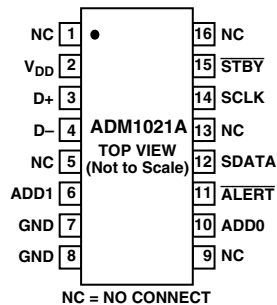 NC 1 16 NC
VDD 2 15 STBY
D+ 3 14 SCLK
D– 4 ADM1021A 13 NC
TOP VIEW
NC 5 (Not to Scale) 12 SDATA
ADD1 6 11 ALERT
GND 7 10 ADD0
GND 8 9 NC
NC = NO CONNECT